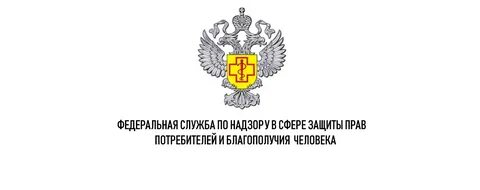 ФЕДЕРАЛЬНАЯ СЛУЖБА ПО НАДЗОРУ В СФЕРЕ ЗАЩИТЫ ПРАВ
ПОТРЕБИТЕЛЕЙ И БЛАГОПОЛУЧИЯ ЧЕЛОВЕКА